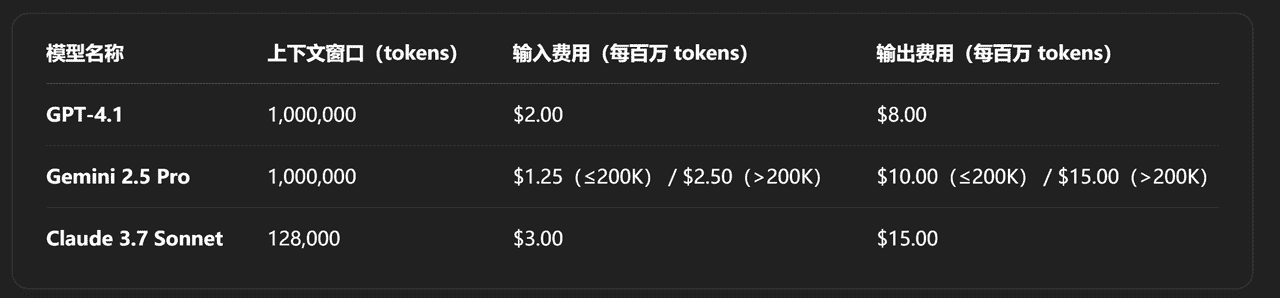 模型名称 上下文窗口（tokens） 输入费用（每百万 tokens） 输出费用（每百万 tokens）
GPT-4.1 1,000,000 $2.00 $8.00
Gemini 2.5 Pro 1,000,000 $1.25（≤200K） / $2.50（>200K） $10.00（≤200K） / $15.00（>200K）
Claude 3.7 Sonnet 128,000 $3.00 $15.00